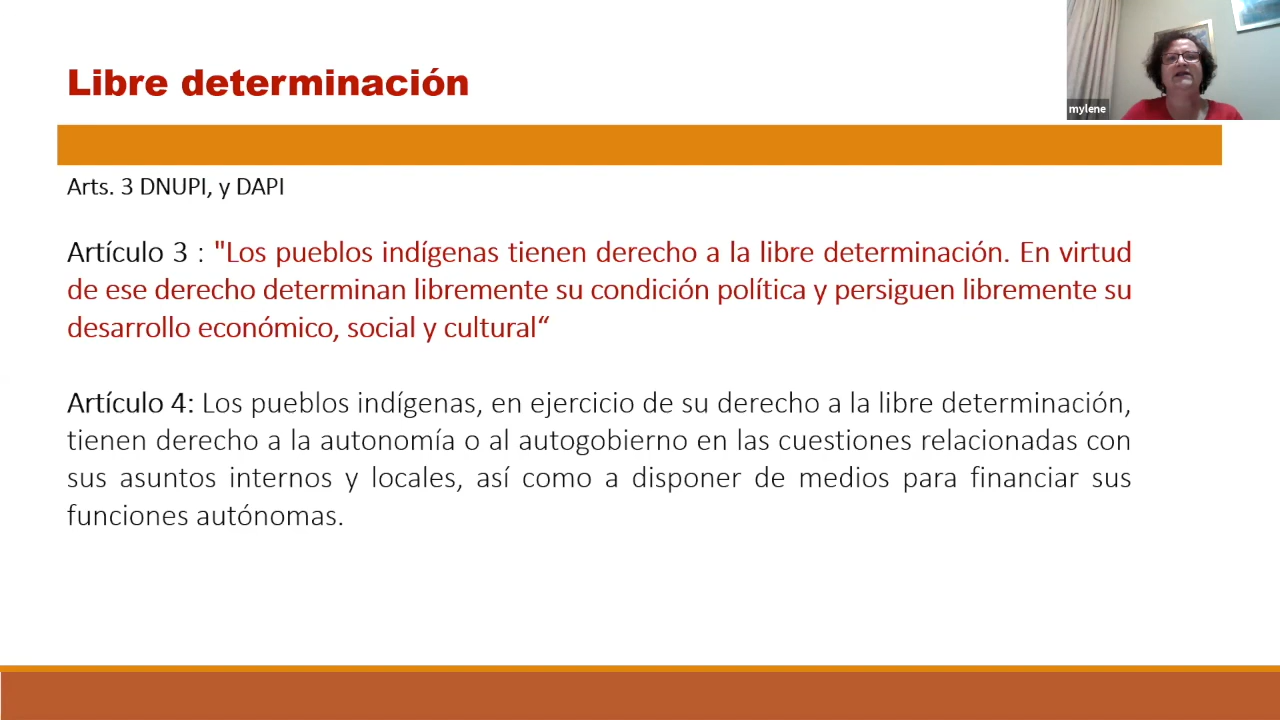 Libre determinación
mylene
Arts. 3 DNUPI, y DAPI
Artículo 3 : "Los pueblos indígenas tienen derecho a la libre determinación. En virtud
de ese derecho determinan libremente su condición política y persiguen libremente su
desarrollo económico, social y cultural“
Artículo 4: Los pueblos indígenas, en ejercicio de su derecho a la libre determinación,
tienen derecho a la autonomía o al autogobierno en las cuestiones relacionadas con
sus asuntos internos y locales, así como a disponer de medios para financiar sus
funciones autónomas.